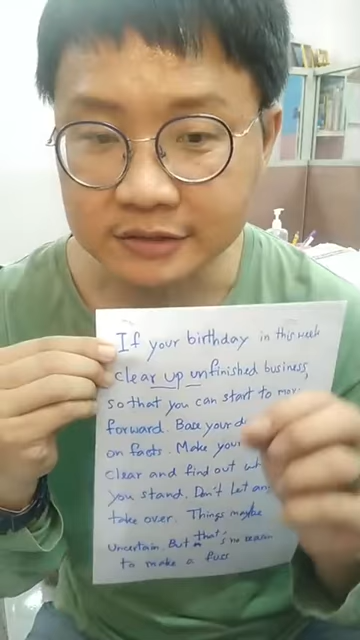 If your birthday in this week
clear up unfinished business,
so that you can start to
forward. Base your
on facts. Make your
clear and find out
you stand. Don't let
take over. Things maybe
Uncertain. But that's no reason
to make a fuss